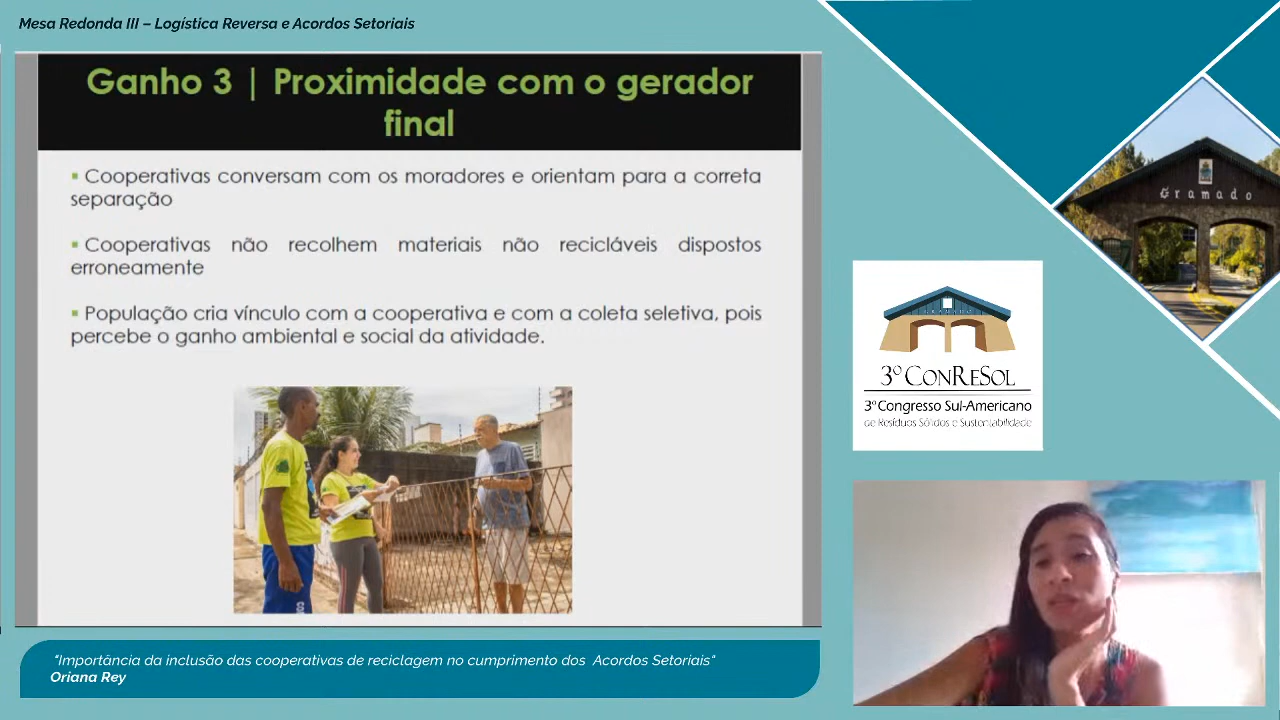 Mesa Redonda III – Logística Reversa e Acordos Setoriais
Ganho 3 | Proximidade com o gerador
final
▪ Cooperativas conversam com os moradores e orientam para a correta
separação
▪ Cooperativas não recolhem materiais não recicláveis dispostos
erroneamente
▪ População cria vínculo com a cooperativa e com a coleta seletiva, pois
percebe o ganho ambiental e social da atividade.
Gramado
GRAMADO
3º CONRESOL
3º Congresso Sul-Americano
de Resíduos Sólidos e Sustentabilidade
"Importância da inclusão das cooperativas de reciclagem no cumprimento dos Acordos Setoriais"
Oriana Rey